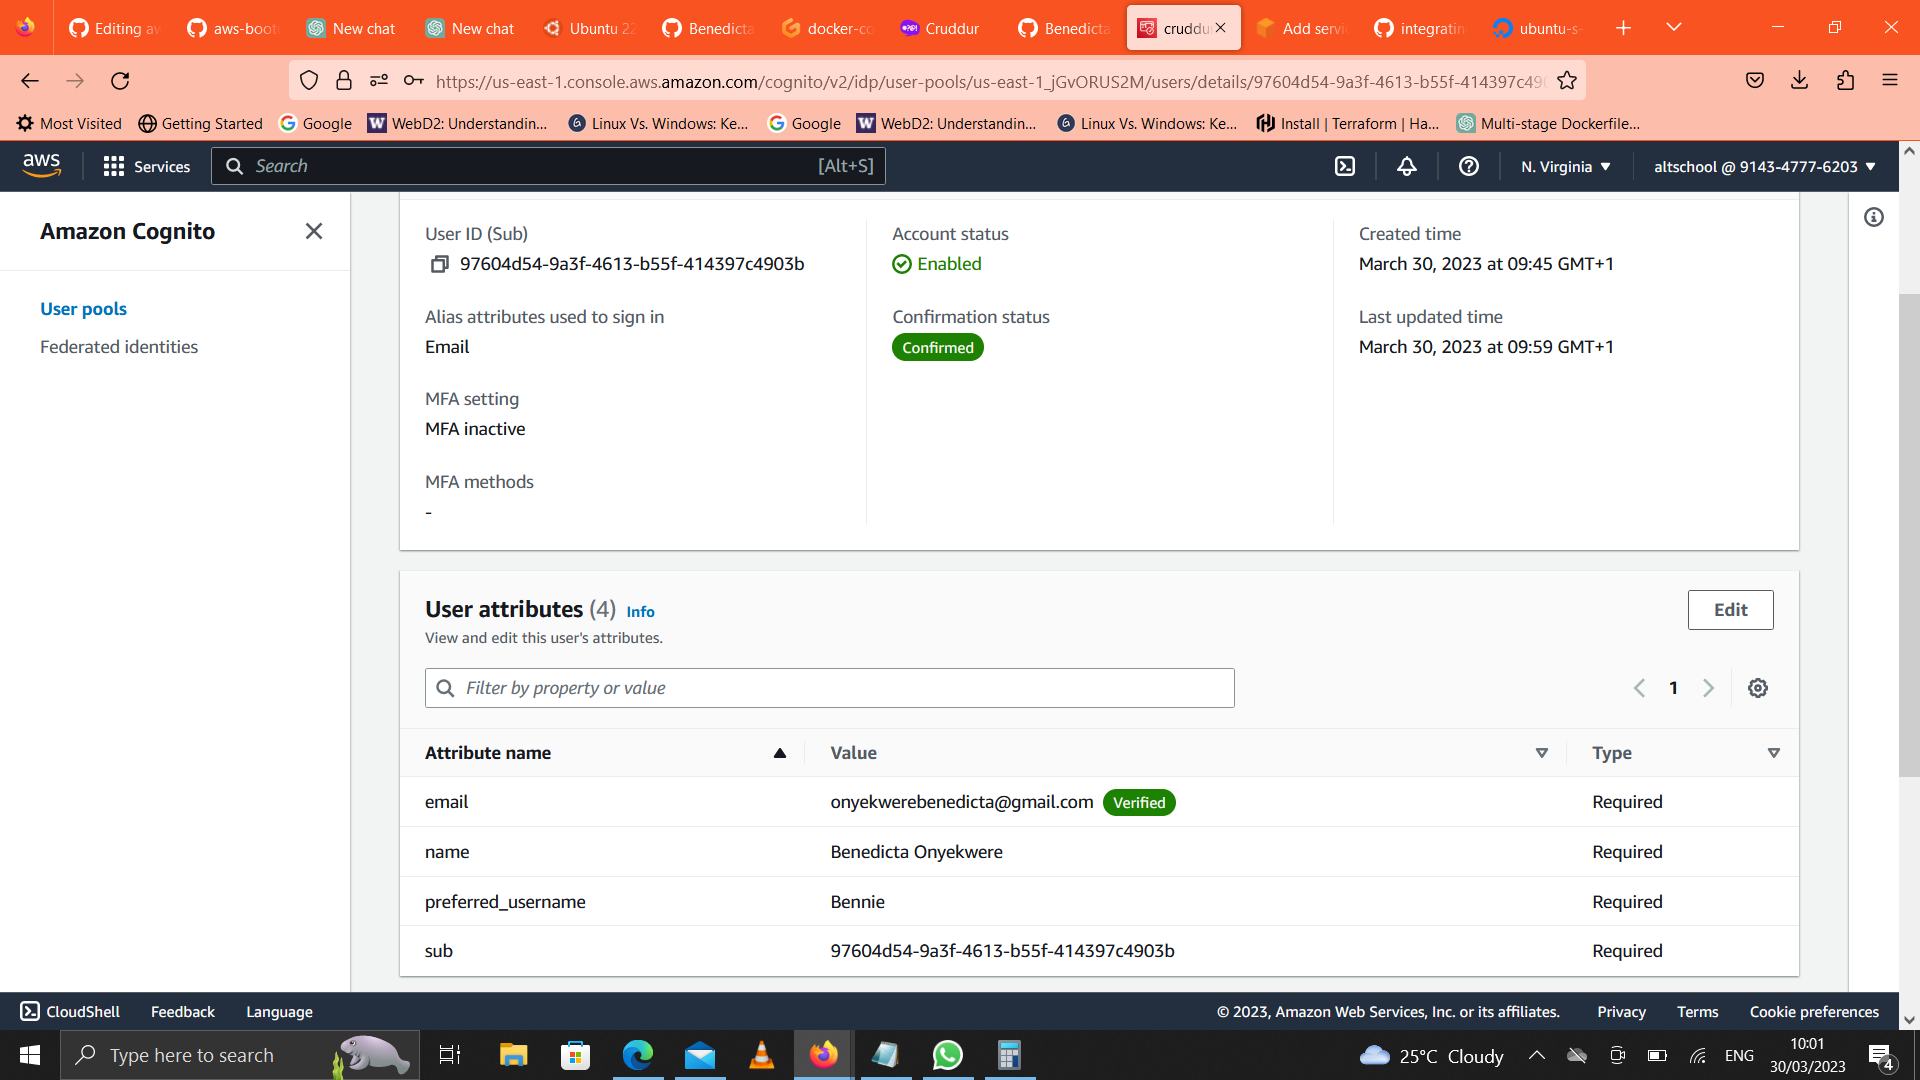 Editing aw
aws-boot
New chat
New chat
Ubuntu 22
Benedicta
docker-co
Cruddur
Benedicta
cruddu
Add servi
integratin
ubuntu-s-
https://us-east-1.console.aws.amazon.com/cognito/v2/idp/user-pools/us-east-1_jGvORUS2M/users/details/97604d54-9a3f-4613-b55f-414397c490
Most Visited
Getting Started
Google
WebD2: Understandin...
Linux Vs. Windows: Ke...
Google
WebD2: Understandin...
Linux Vs. Windows: Ke...
Install | Terraform | Ha...
Multi-stage Dockerfile...
aws
Services
Search
[Alt+S]
N. Virginia
altschool @ 9143-4777-6203
Amazon Cognito
User pools
Federated identities
User ID (Sub)
97604d54-9a3f-4613-b55f-414397c4903b
Alias attributes used to sign in
Email
MFA setting
MFA inactive
MFA methods
-
Account status
Enabled
Confirmation status
Confirmed
Created time
March 30, 2023 at 09:45 GMT+1
Last updated time
March 30, 2023 at 09:59 GMT+1
User attributes (4) Info
View and edit this user's attributes.
Edit
Filter by property or value
1
Attribute name Value Type
email onyekwerebenedicta@gmail.com Verified Required
name Benedicta Onyekwere Required
preferred_username Bennie Required
sub 97604d54-9a3f-4613-b55f-414397c4903b Required
CloudShell Feedback Language
© 2023, Amazon Web Services, Inc. or its affiliates. Privacy Terms Cookie preferences
Type here to search
25°C Cloudy
ENG
10:01
30/03/2023
4